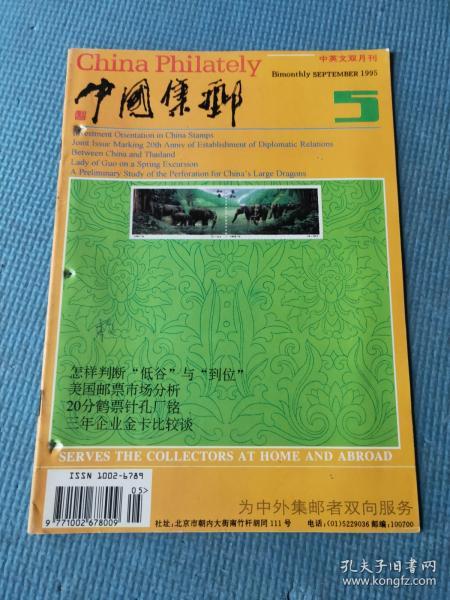 China Philately
中英文双月刊
Bimonthly SEPTEMBER 1995
中國集郵
5
Investment Orientation in China Stamps
Joint Issue Marking 20th Anniv of Establishment of Diplomatic Relations
Between China and Thailand
Lady of Guo on a Spring Excursion
A Preliminary Study of the Perforation for China's Large Dragons
怎样判断“低谷”与“到位”
美国邮票市场分析
20分鹤票针孔厂铭
三年企业金卡比较谈
SERVES THE COLLECTORS AT HOME AND ABROAD
ISSN 1002-6789
05>
9 771002 678009
为中外集邮者双向服务
社址:北京市朝内大街南竹杆胡同111号 电话:(01)5229036 邮编:100700
孔夫子旧书网
www.kongfz.com